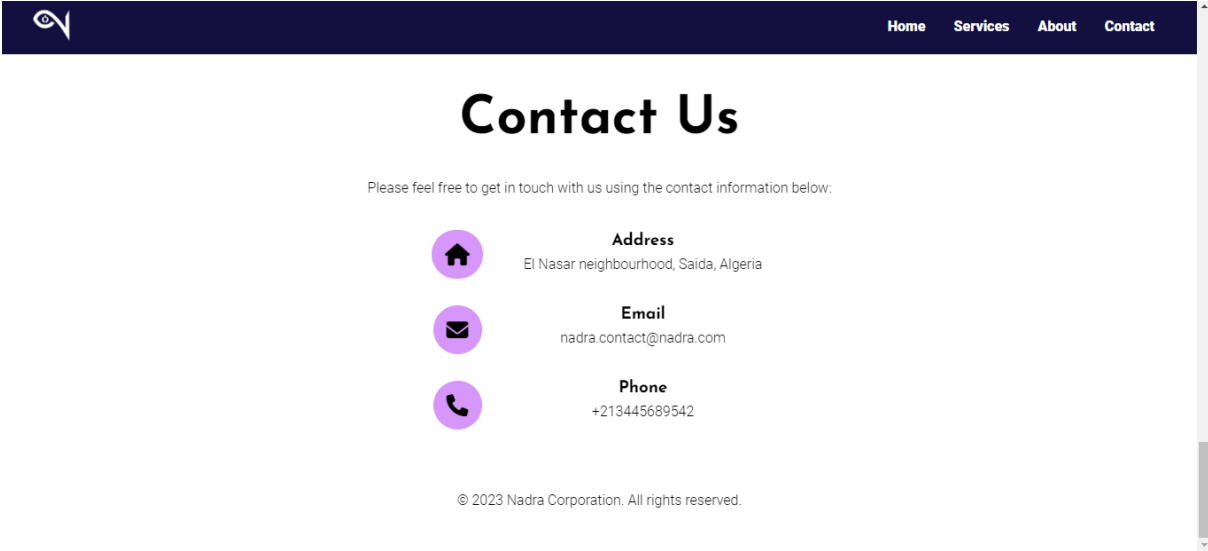 Home Services About Contact
Contact Us
Please feel free to get in touch with us using the contact information below:
Address
El Nasar neighbourhood, Saida, Algeria
Email
nadra.contact@nadra.com
Phone
+213445689542
© 2023 Nadra Corporation. All rights reserved.